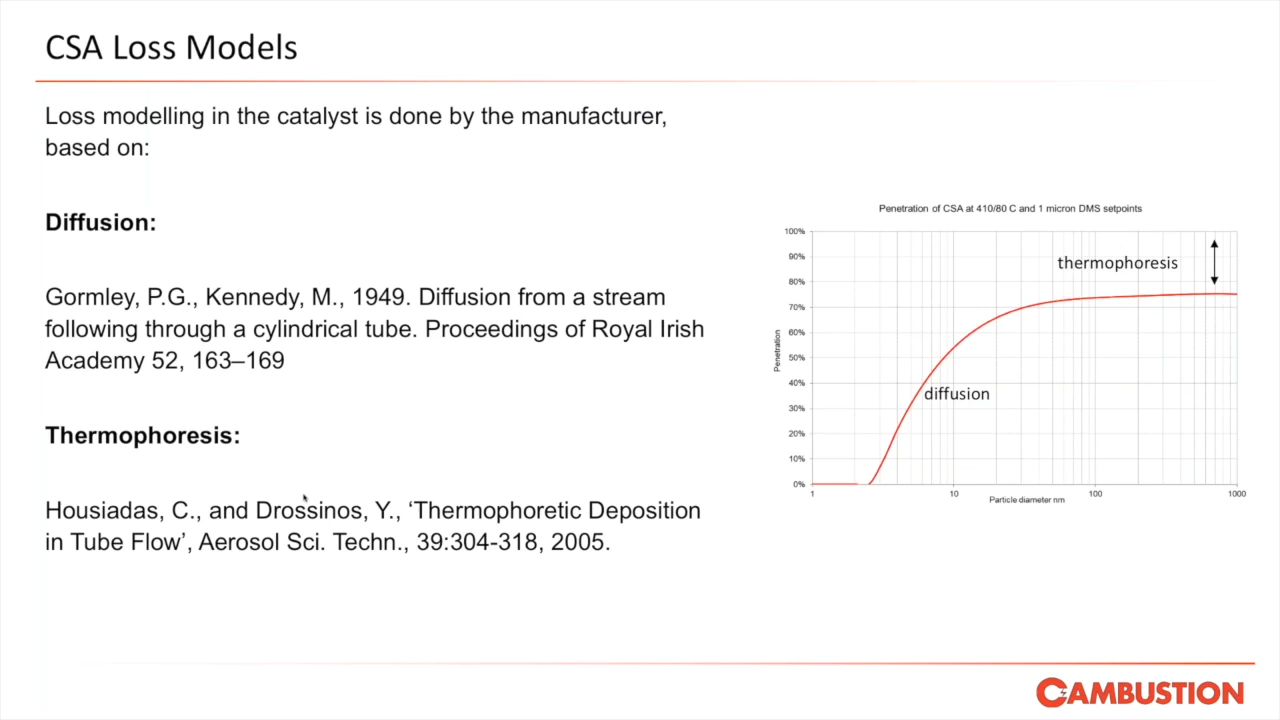 CSA Loss Models
Loss modelling in the catalyst is done by the manufacturer,
based on:
Diffusion:
Gormley, P.G., Kennedy, M., 1949. Diffusion from a stream
following through a cylindrical tube. Proceedings of Royal Irish
Academy 52, 163–169
Thermophoresis:
Housiadas, C., and Drossinos, Y., ‘Thermophoretic Deposition
in Tube Flow’, Aerosol Sci. Techn., 39:304-318, 2005.
Penetration of CSA at 410/80 C and 1 micron DMS setpoints
100%
90%
80%
70%
60%
50%
40%
30%
20%
10%
0%
Penetration
thermophoresis
diffusion
1
10
100
1000
Particle diameter nm
CAMBUSTION